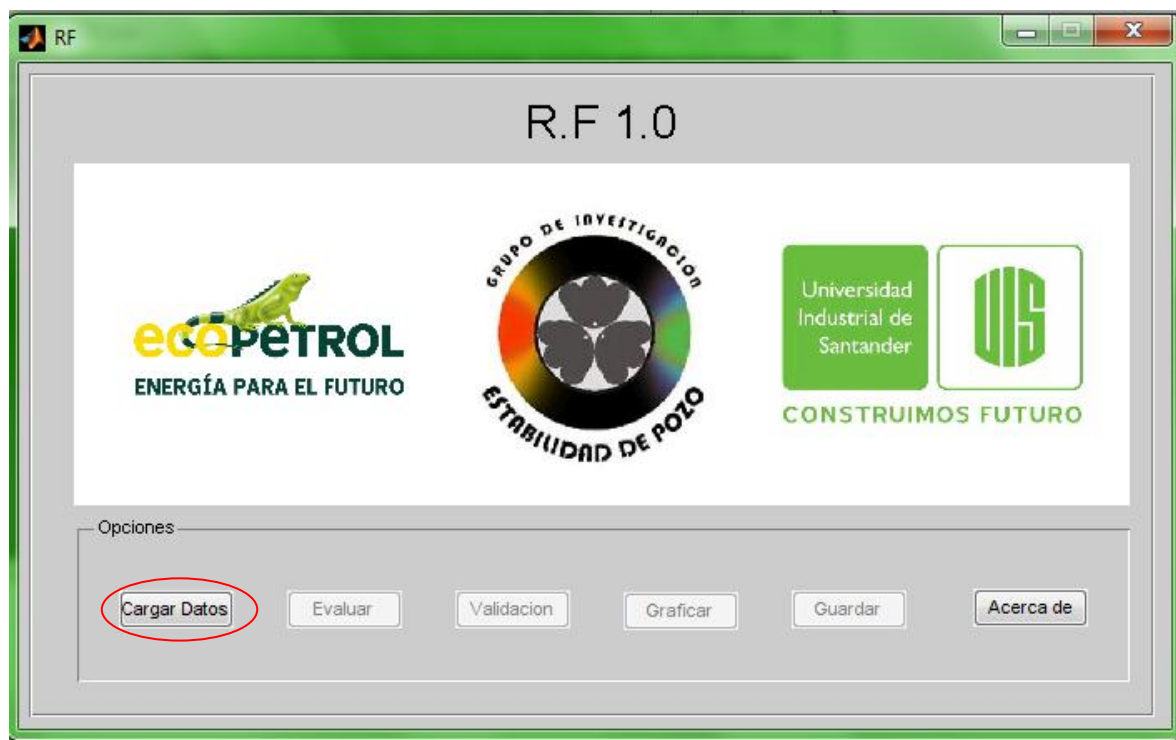 RF
R.F 1.0
ecopetrol
ENERGÍA PARA EL FUTURO
GRUPO DE INVESTIGACIÓN
ESTABILIDAD DE POZO
Universidad
Industrial de
Santander
UIS
CONSTRUIMOS FUTURO
Opciones
Cargar Datos
Evaluar
Validacion
Graficar
Guardar
Acerca de